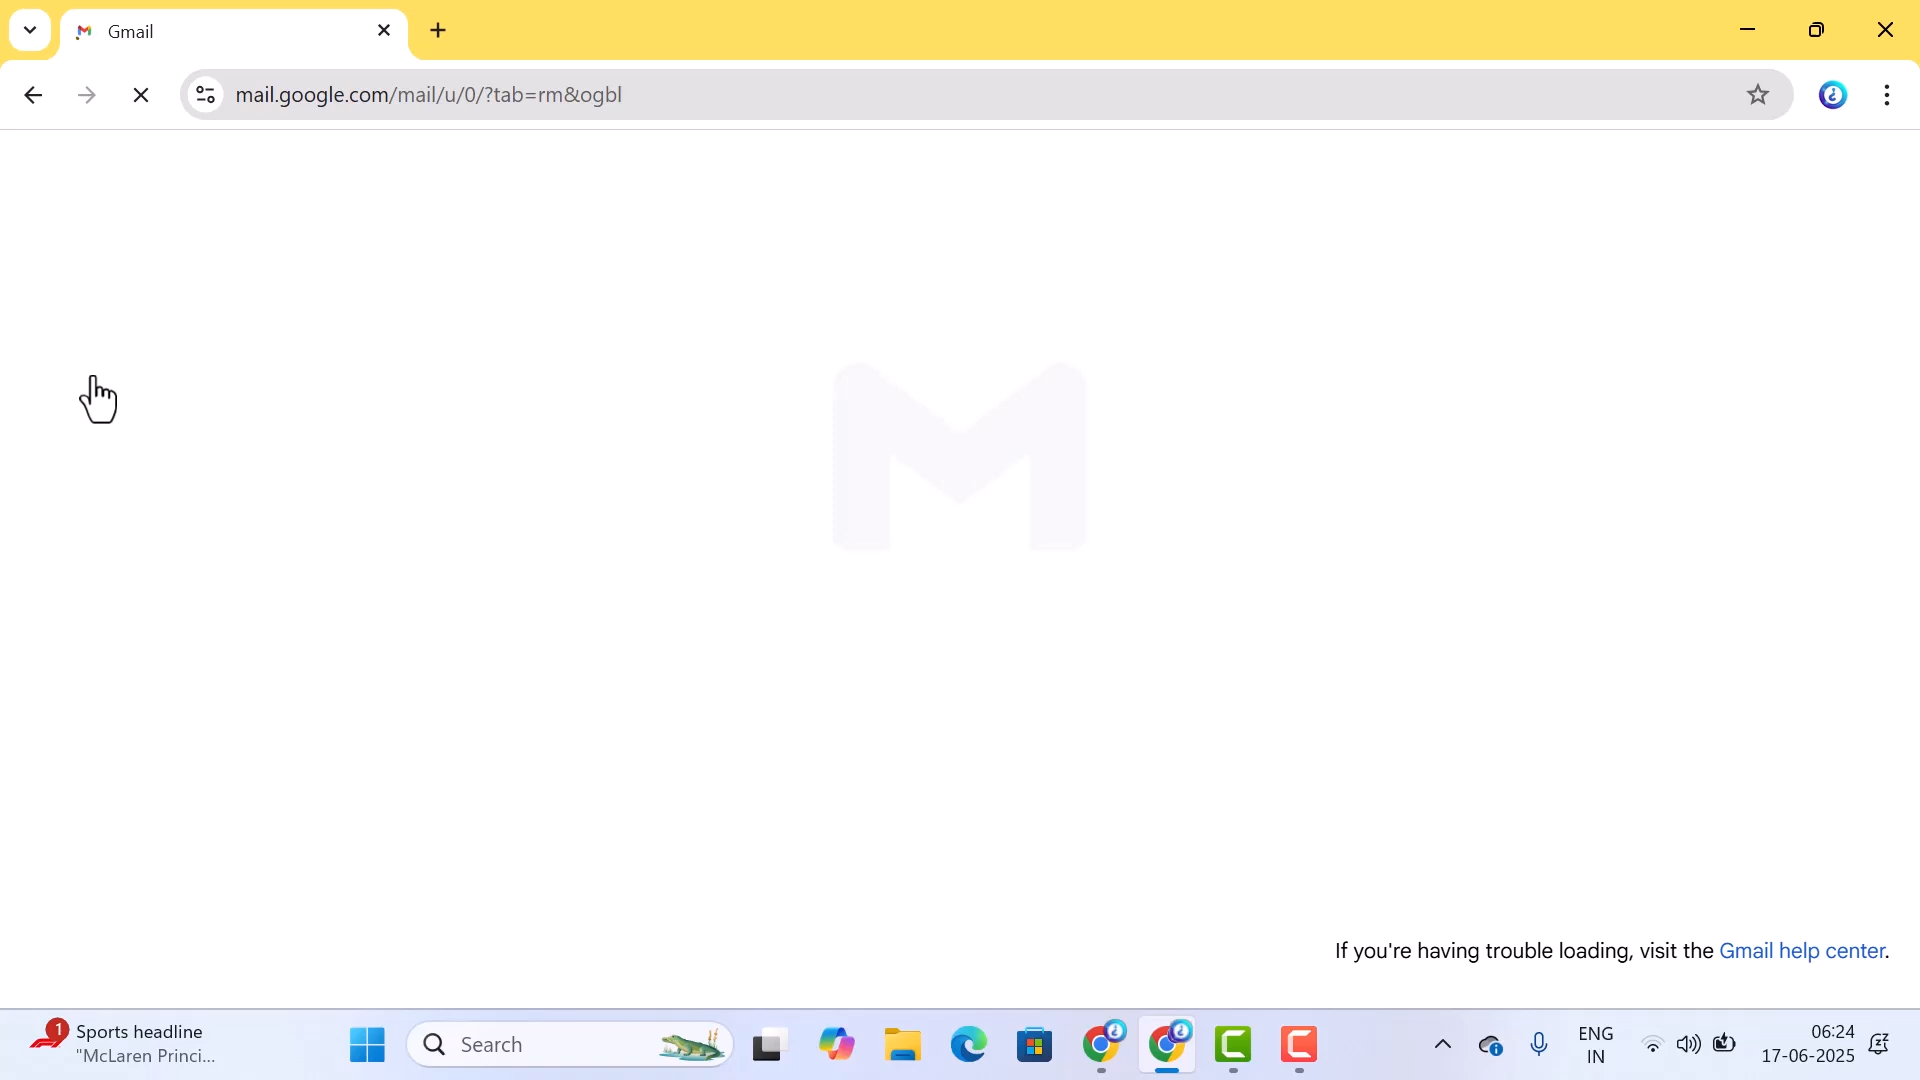 Gmail
mail.google.com/mail/u/0/?tab=rm&ogbl
If you're having trouble loading, visit the Gmail help center.
1
Sports headline
"McLaren Princi...
Search
ENG
IN
06:24
17-06-2025